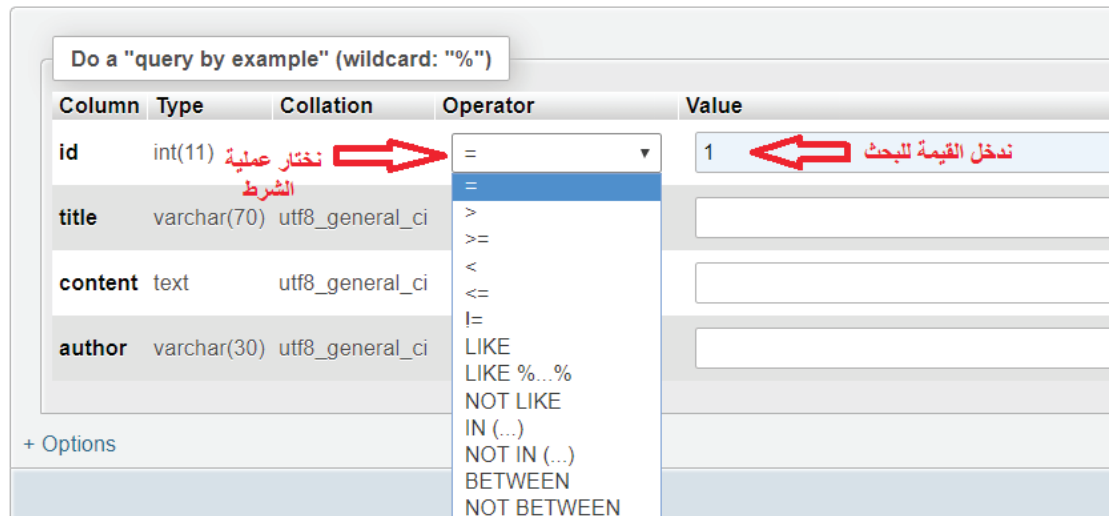 Do a "query by example" (wildcard: "%")
Column Type Collation Operator Value
id int(11) نختار عملية الشرط = 1 ندخل القيمة للبحث
=
title varchar(70) utf8_general_ci >
>=
content text utf8_general_ci <
<=
!=
author varchar(30) utf8_general_ci LIKE
LIKE %...%
NOT LIKE
IN (...)
+ Options
NOT IN (...)
BETWEEN
NOT BETWEEN